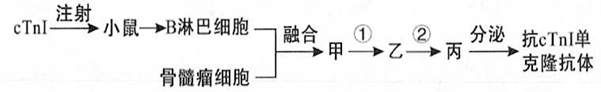 注射
cTnI 小鼠 B淋巴细胞
骨髓瘤细胞
融合
甲 ① 乙 ② 丙
分泌
抗cTnI单
克隆抗体